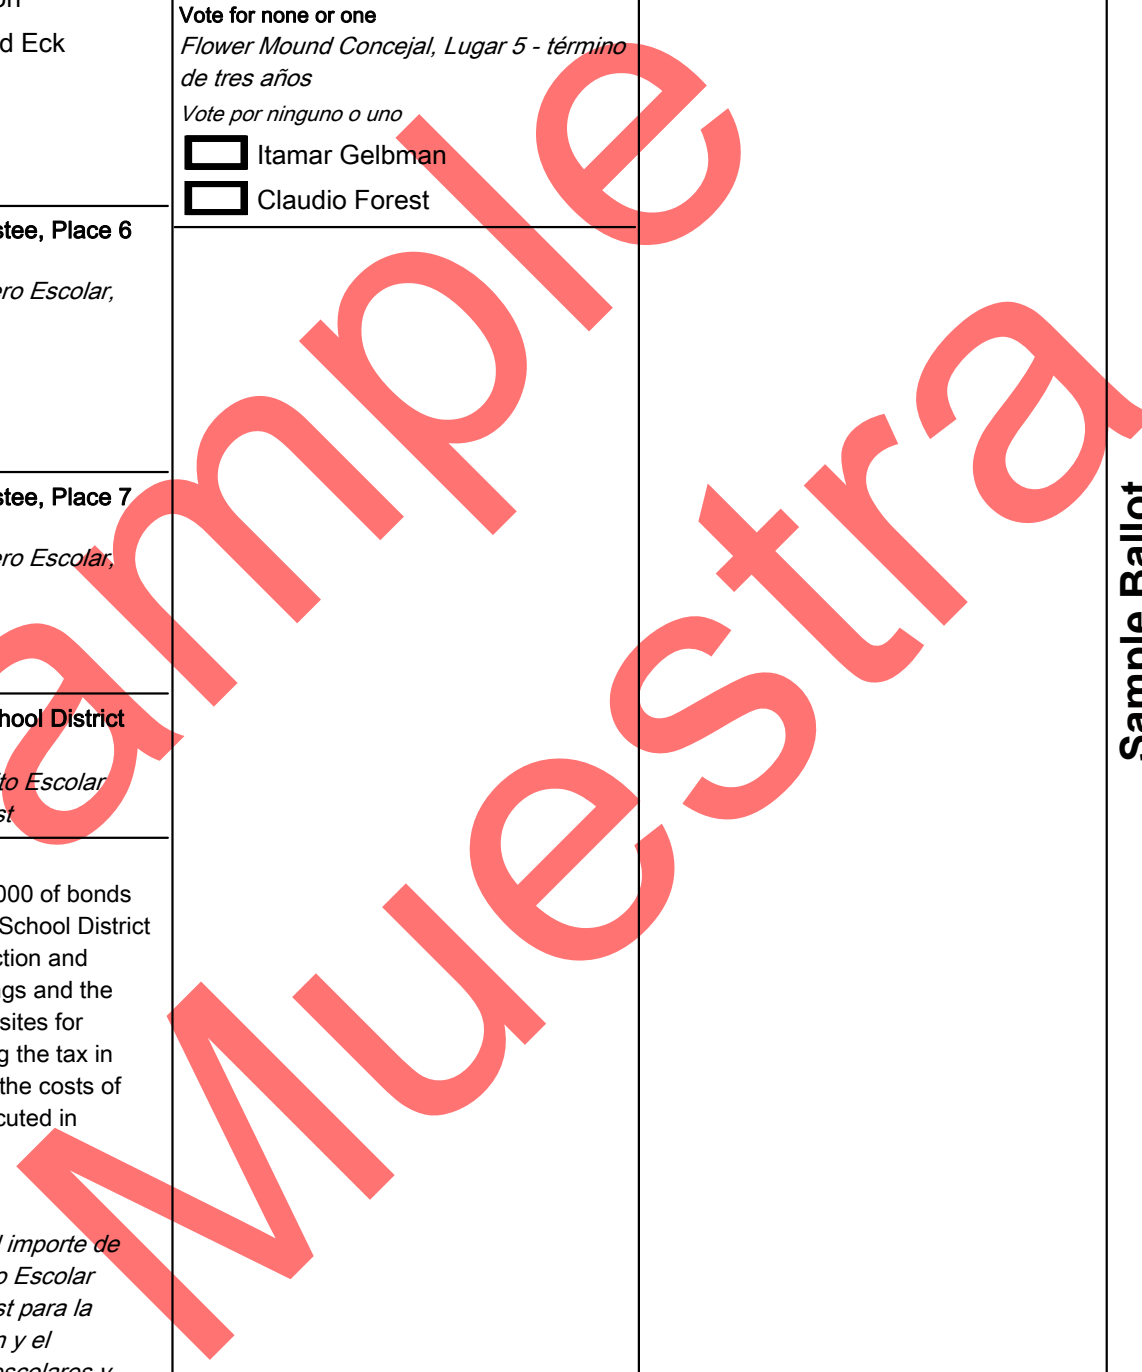 d Eck
stee, Place 6
ero Escolar,
stee, Place 7
ero Escolar,
hool District
to Escolar
st
000 of bonds
School District
ction and
ngs and the
sites for
g the tax in
the costs of
cuted in
l importe de
o Escolar
st para la
n y el
Vote for none or one
Flower Mound Concejal, Lugar 5 - término
de tres años
Vote por ninguno o uno
Itamar Gelbman
Claudio Forest
ample
Muestra
Sample Ballot